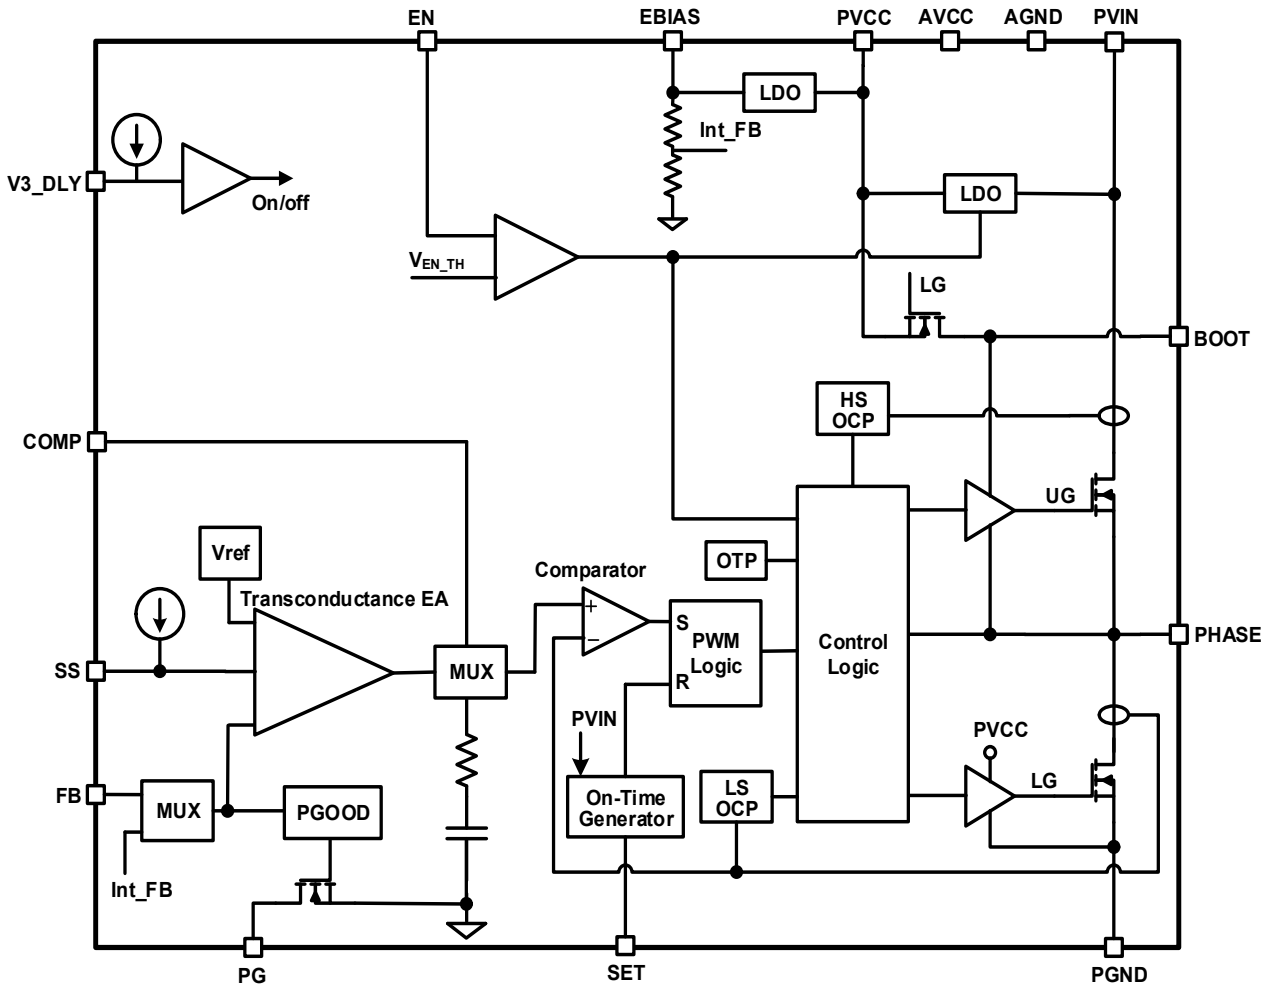 EN
EBIAS
PVCC
AVCC
AGND
PVIN
LDO
Int_FB
V3_DLY
On/off
LDO
VEN_TH
LG
BOOT
HS
OCP
COMP
UG
Vref
OTP
Comparator
Transconductance EA
+
−
S
PWM
Logic
R
Control
Logic
PHASE
SS
MUX
PVIN
PVCC
FB
MUX
PGOOD
On-Time
Generator
LS
OCP
LG
Int_FB
PG
SET
PGND